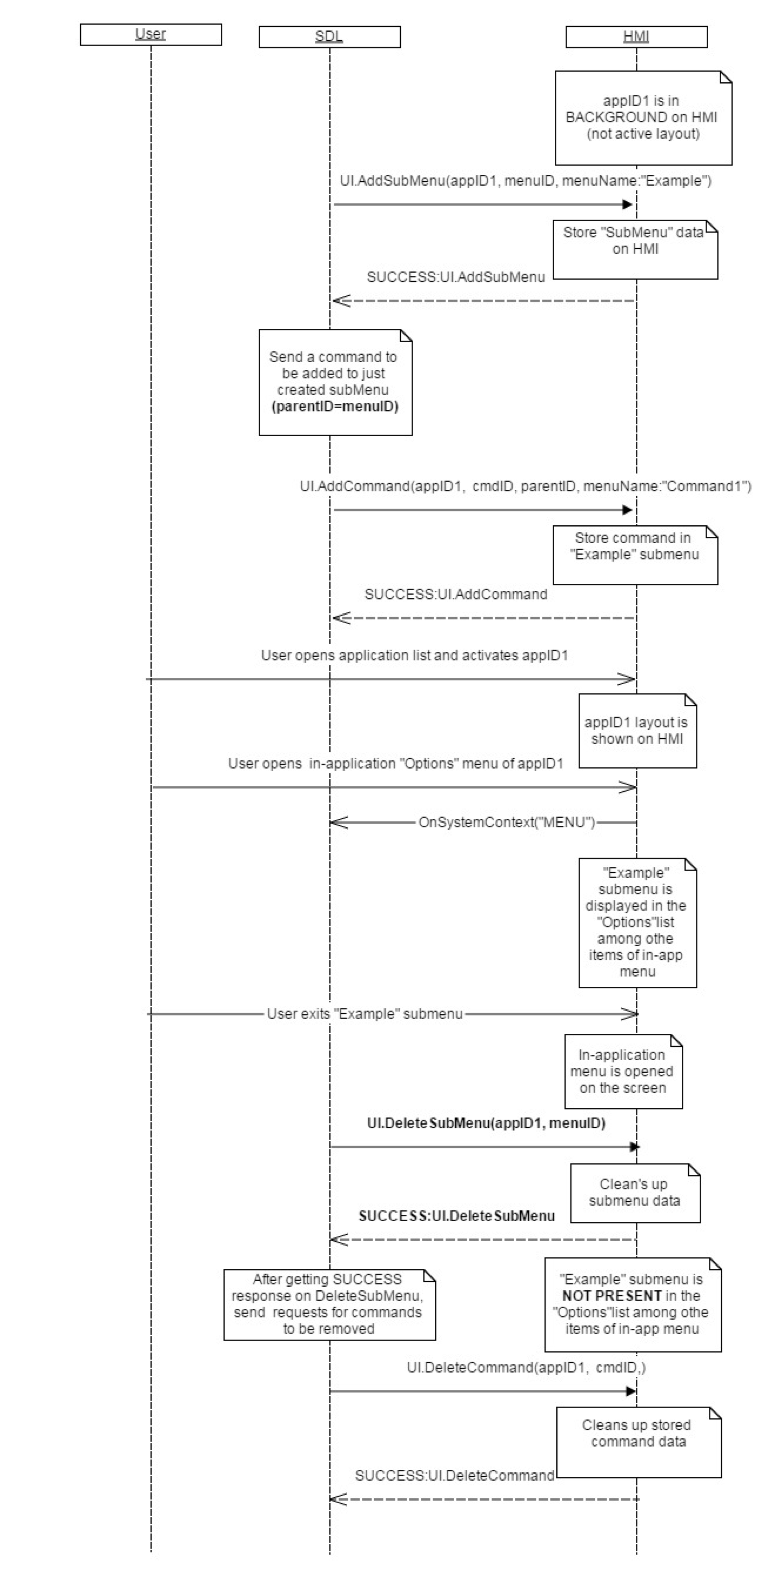 User
SDL
HMI
appID1 is in
BACKGROUND on HMI
(not active layout)
UI.AddSubMenu(appID1, menuID, menuName:"Example")
Store "SubMenu" data
on HMI
SUCCESS:UI.AddSubMenu
Send a command to
be added to just
created subMenu
(parentID=menuID)
UI.AddCommand(appID1, cmdID, parentID, menuName:"Command1")
Store command in
"Example" submenu
SUCCESS:UI.AddCommand
User opens application list and activates appID1
appID1 layout is
shown on HMI
User opens in-application "Options" menu of appID1
OnSystemContext("MENU")
"Example"
submenu is
displayed in the
"Options"list
among othe
items of in-app
menu
User exits "Example" submenu
In-application
menu is opened
on the screen
UI.DeleteSubMenu(appID1, menuID)
Clean's up
submenu data
SUCCESS:UI.DeleteSubMenu
After getting SUCCESS
response on DeleteSubMenu,
send requests for commands
to be removed
"Example" submenu is
NOT PRESENT in the
"Options"list among othe
items of in-app menu
UI.DeleteCommand(appID1, cmdID,)
Cleans up stored
command data
SUCCESS:UI.DeleteCommand